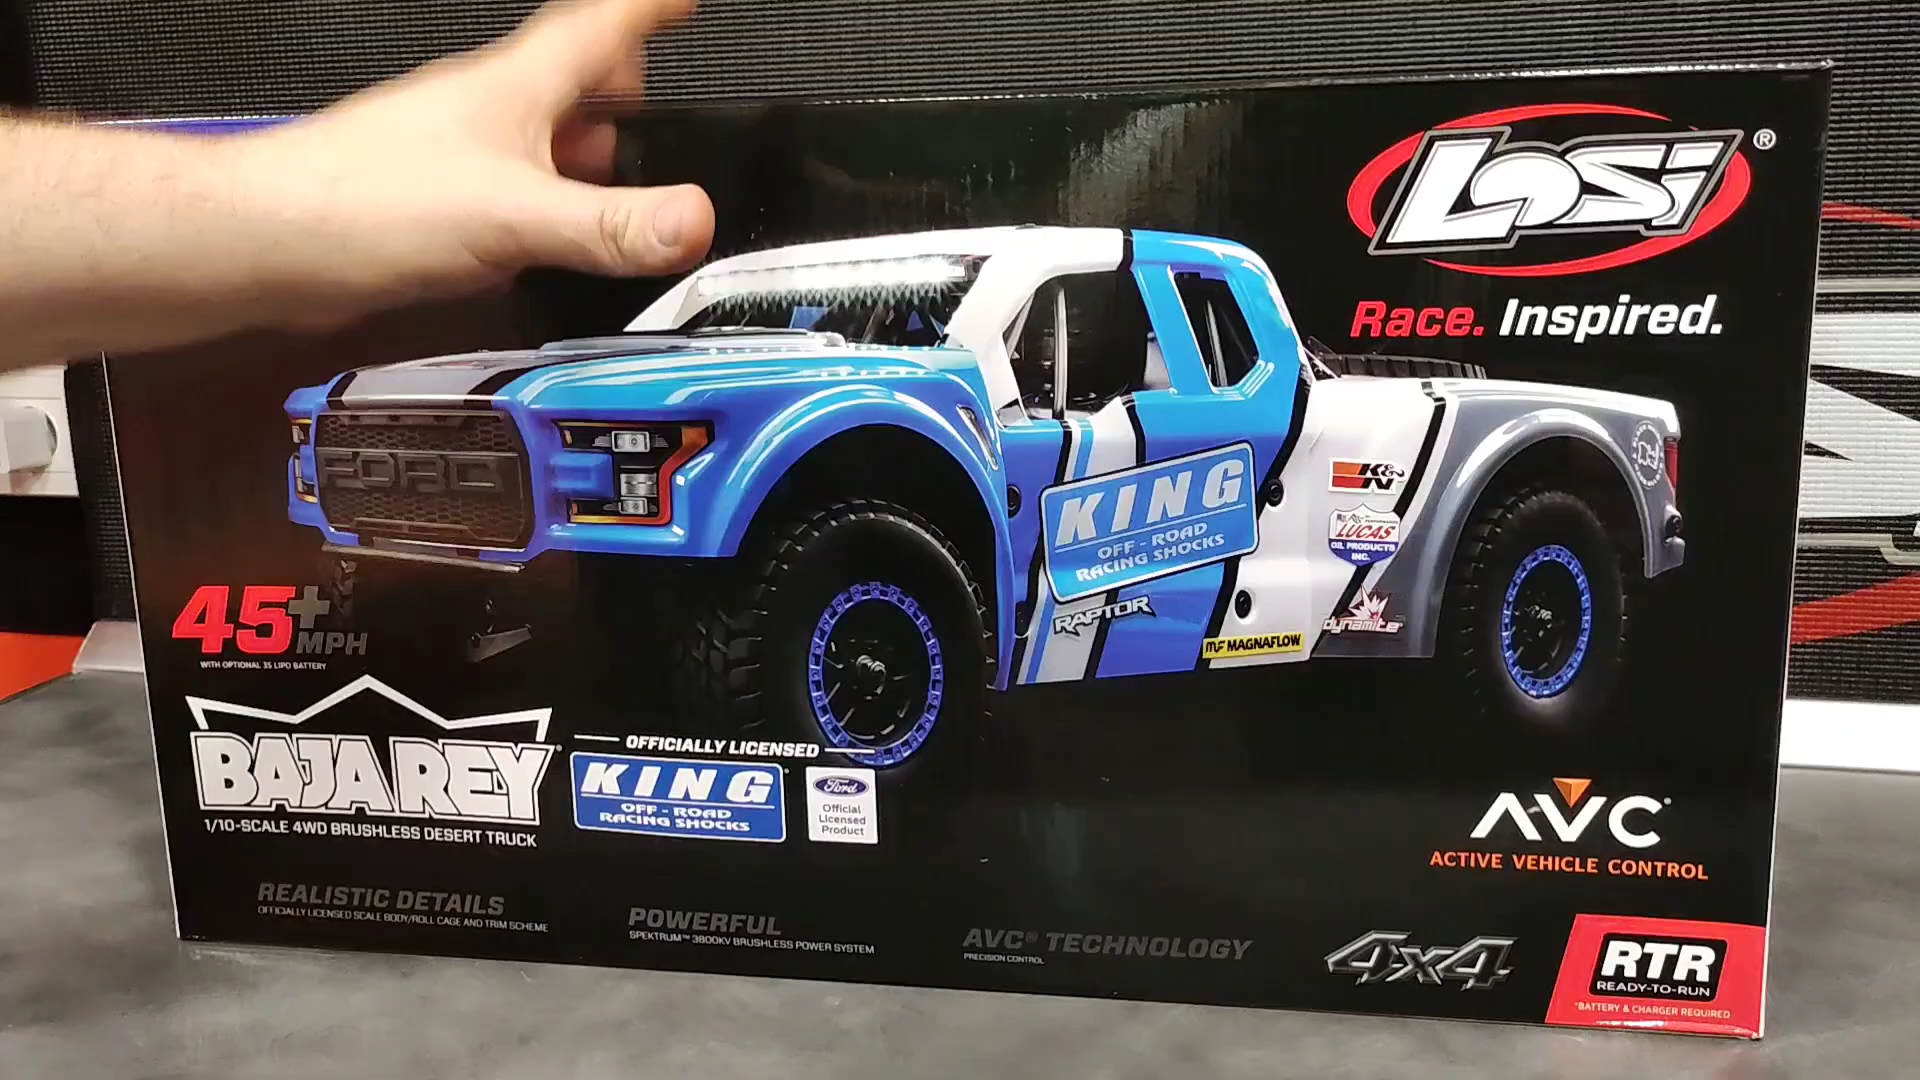 Losi®
Race. Inspired.
FORD
KING
OFF - ROAD
RACING SHOCKS
K&N
LUCAS
OIL PRODUCTS
INC.
RAPTOR
MF MAGNAFLOW
dynamite
45+
MPH
WITH OPTIONAL 3S LIPO BATTERY
BAJA REY
1/10-SCALE 4WD BRUSHLESS DESERT TRUCK
OFFICIALLY LICENSED
KING
OFF - ROAD
RACING SHOCKS
Ford
Official
Licensed
Product
AVC
ACTIVE VEHICLE CONTROL
REALISTIC DETAILS
OFFICIALLY LICENSED SCALE BODY/ROLL CAGE AND TRIM SCHEME
POWERFUL
SPEKTRUM™ 3800KV BRUSHLESS POWER SYSTEM
AVC® TECHNOLOGY
PRECISION CONTROL
4x4
RTR
READY-TO-RUN
*BATTERY & CHARGER REQUIRED